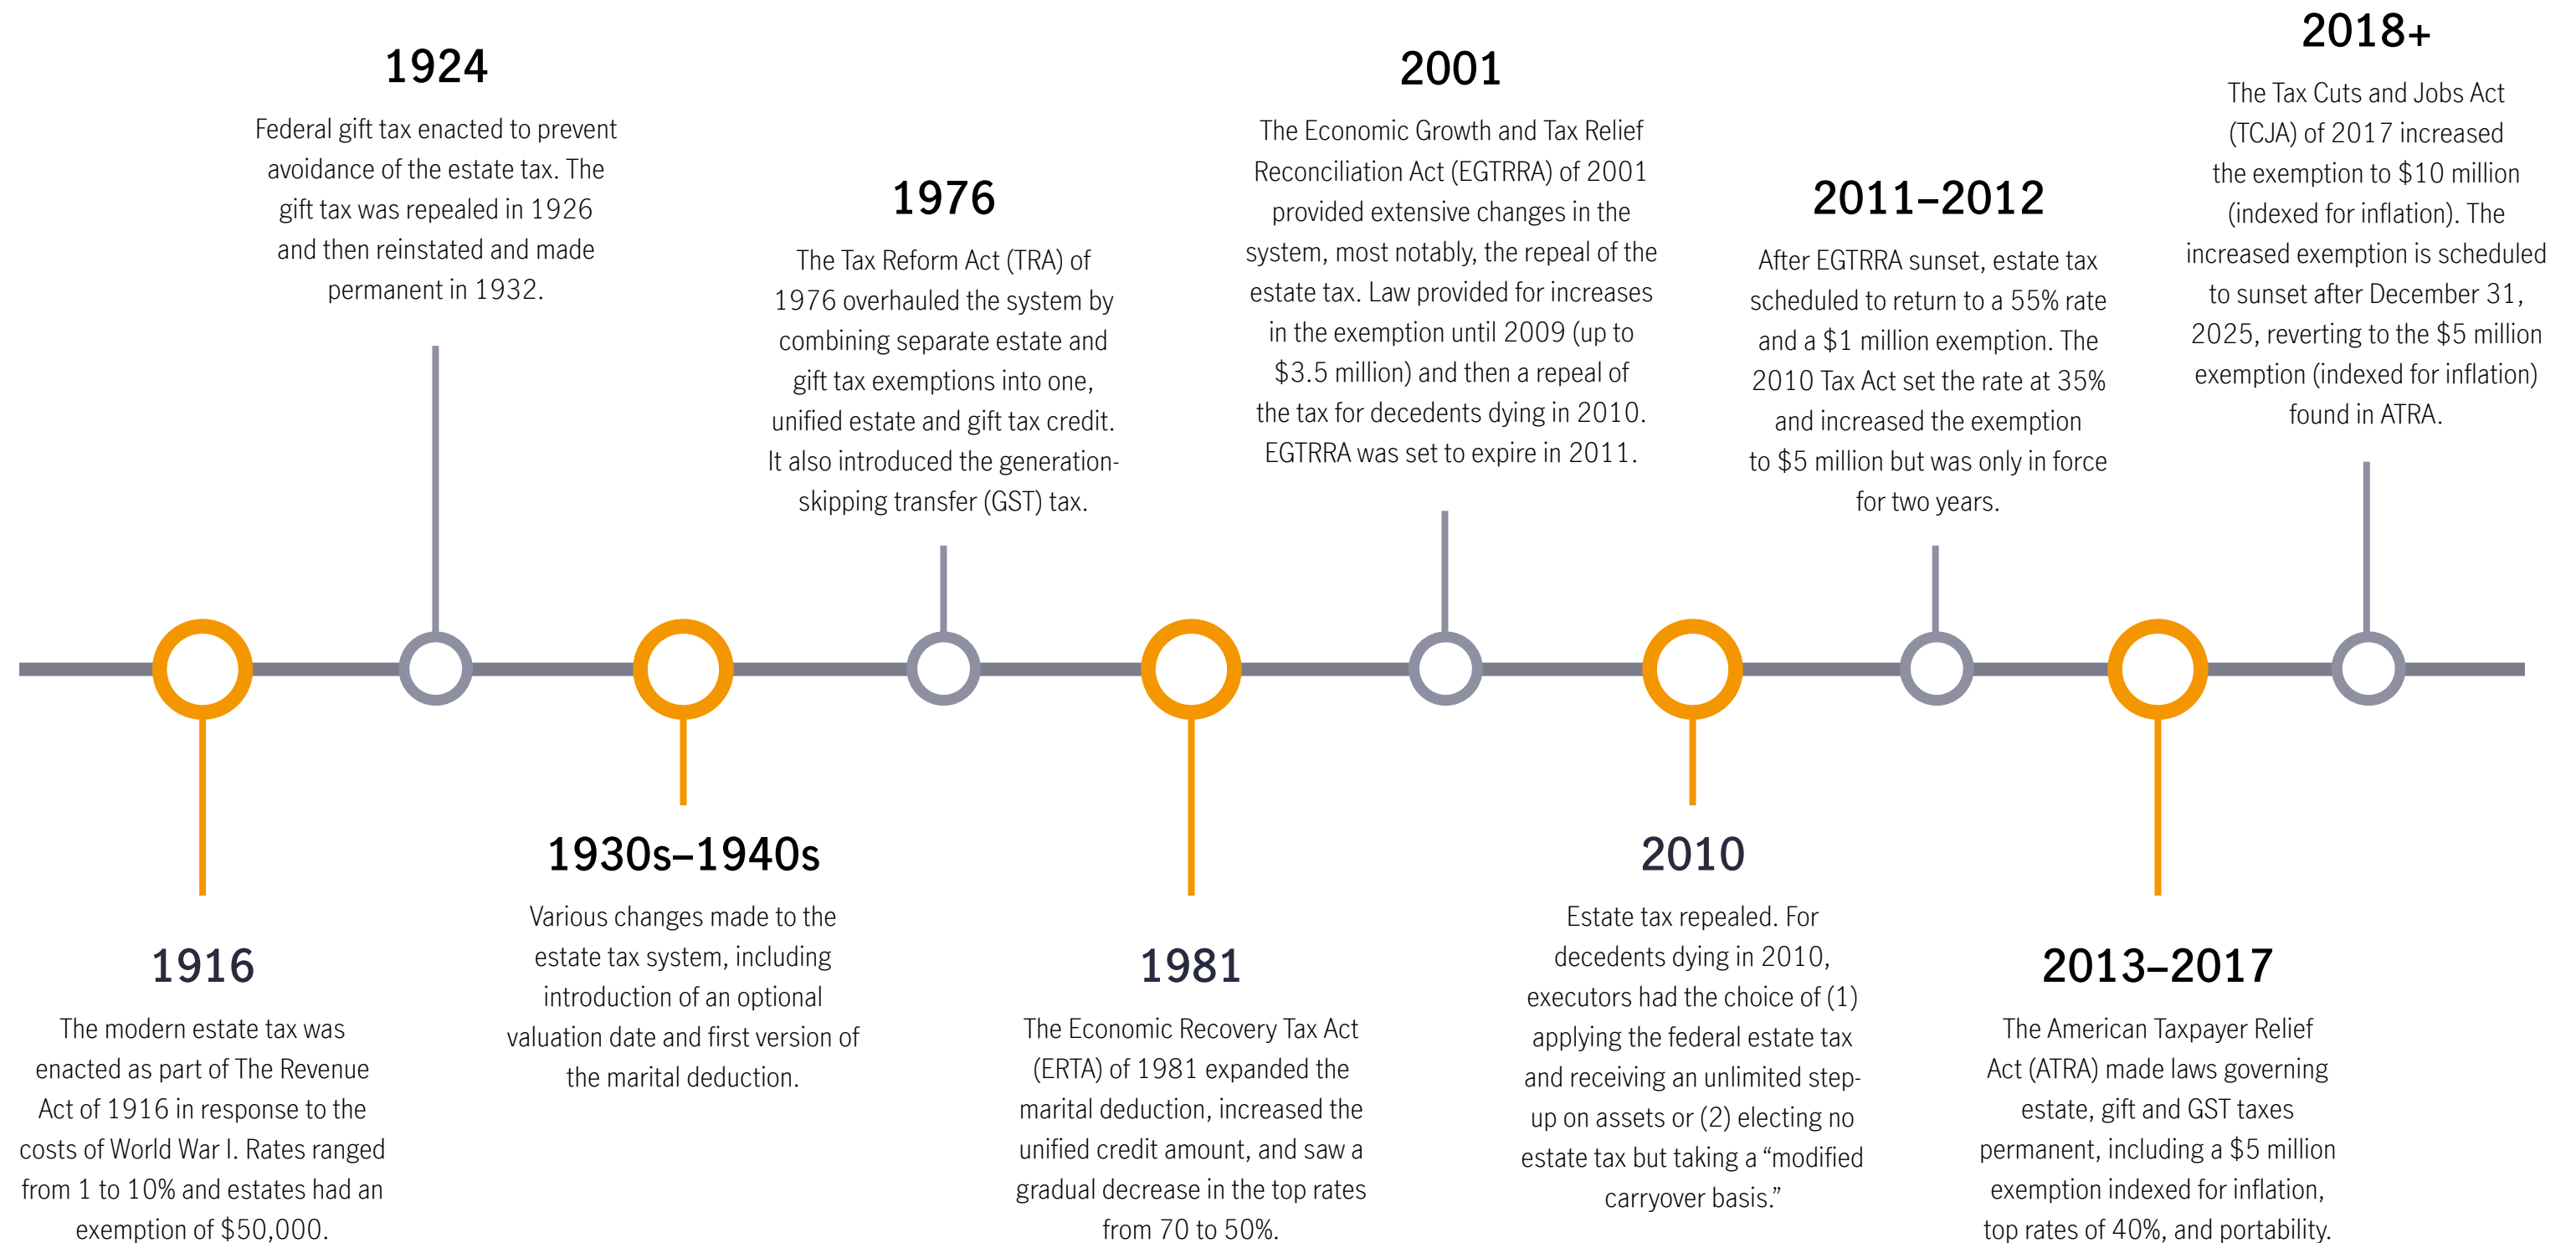 1916
The modern estate tax was
enacted as part of The Revenue
Act of 1916 in response to the
costs of World War I. Rates ranged
from 1 to 10% and estates had an
exemption of $50,000.
1924
Federal gift tax enacted to prevent
avoidance of the estate tax. The
gift tax was repealed in 1926
and then reinstated and made
permanent in 1932.
1930s–1940s
Various changes made to the
estate tax system, including
introduction of an optional
valuation date and first version of
the marital deduction.
1976
The Tax Reform Act (TRA) of
1976 overhauled the system by
combining separate estate and
gift tax exemptions into one,
unified estate and gift tax credit.
It also introduced the generation-
skipping transfer (GST) tax.
1981
The Economic Recovery Tax Act
(ERTA) of 1981 expanded the
marital deduction, increased the
unified credit amount, and saw a
gradual decrease in the top rates
from 70 to 50%.
2001
The Economic Growth and Tax Relief
Reconciliation Act (EGTRRA) of 2001
provided extensive changes in the
system, most notably, the repeal of the
estate tax. Law provided for increases
in the exemption until 2009 (up to
$3.5 million) and then a repeal of
the tax for decedents dying in 2010.
EGTRRA was set to expire in 2011.
2010
Estate tax repealed. For
decedents dying in 2010,
executors had the choice of (1)
applying the federal estate tax
and receiving an unlimited step-
up on assets or (2) electing no
estate tax but taking a “modified
carryover basis.”
2011–2012
After EGTRRA sunset, estate tax
scheduled to return to a 55% rate
and a $1 million exemption. The
2010 Tax Act set the rate at 35%
and increased the exemption
to $5 million but was only in force
for two years.
2013–2017
The American Taxpayer Relief
Act (ATRA) made laws governing
estate, gift and GST taxes
permanent, including a $5 million
exemption indexed for inflation,
top rates of 40%, and portability.
2018+
The Tax Cuts and Jobs Act
(TCJA) of 2017 increased
the exemption to $10 million
(indexed for inflation). The
increased exemption is scheduled
to sunset after December 31,
2025, reverting to the $5 million
exemption (indexed for inflation)
found in ATRA.